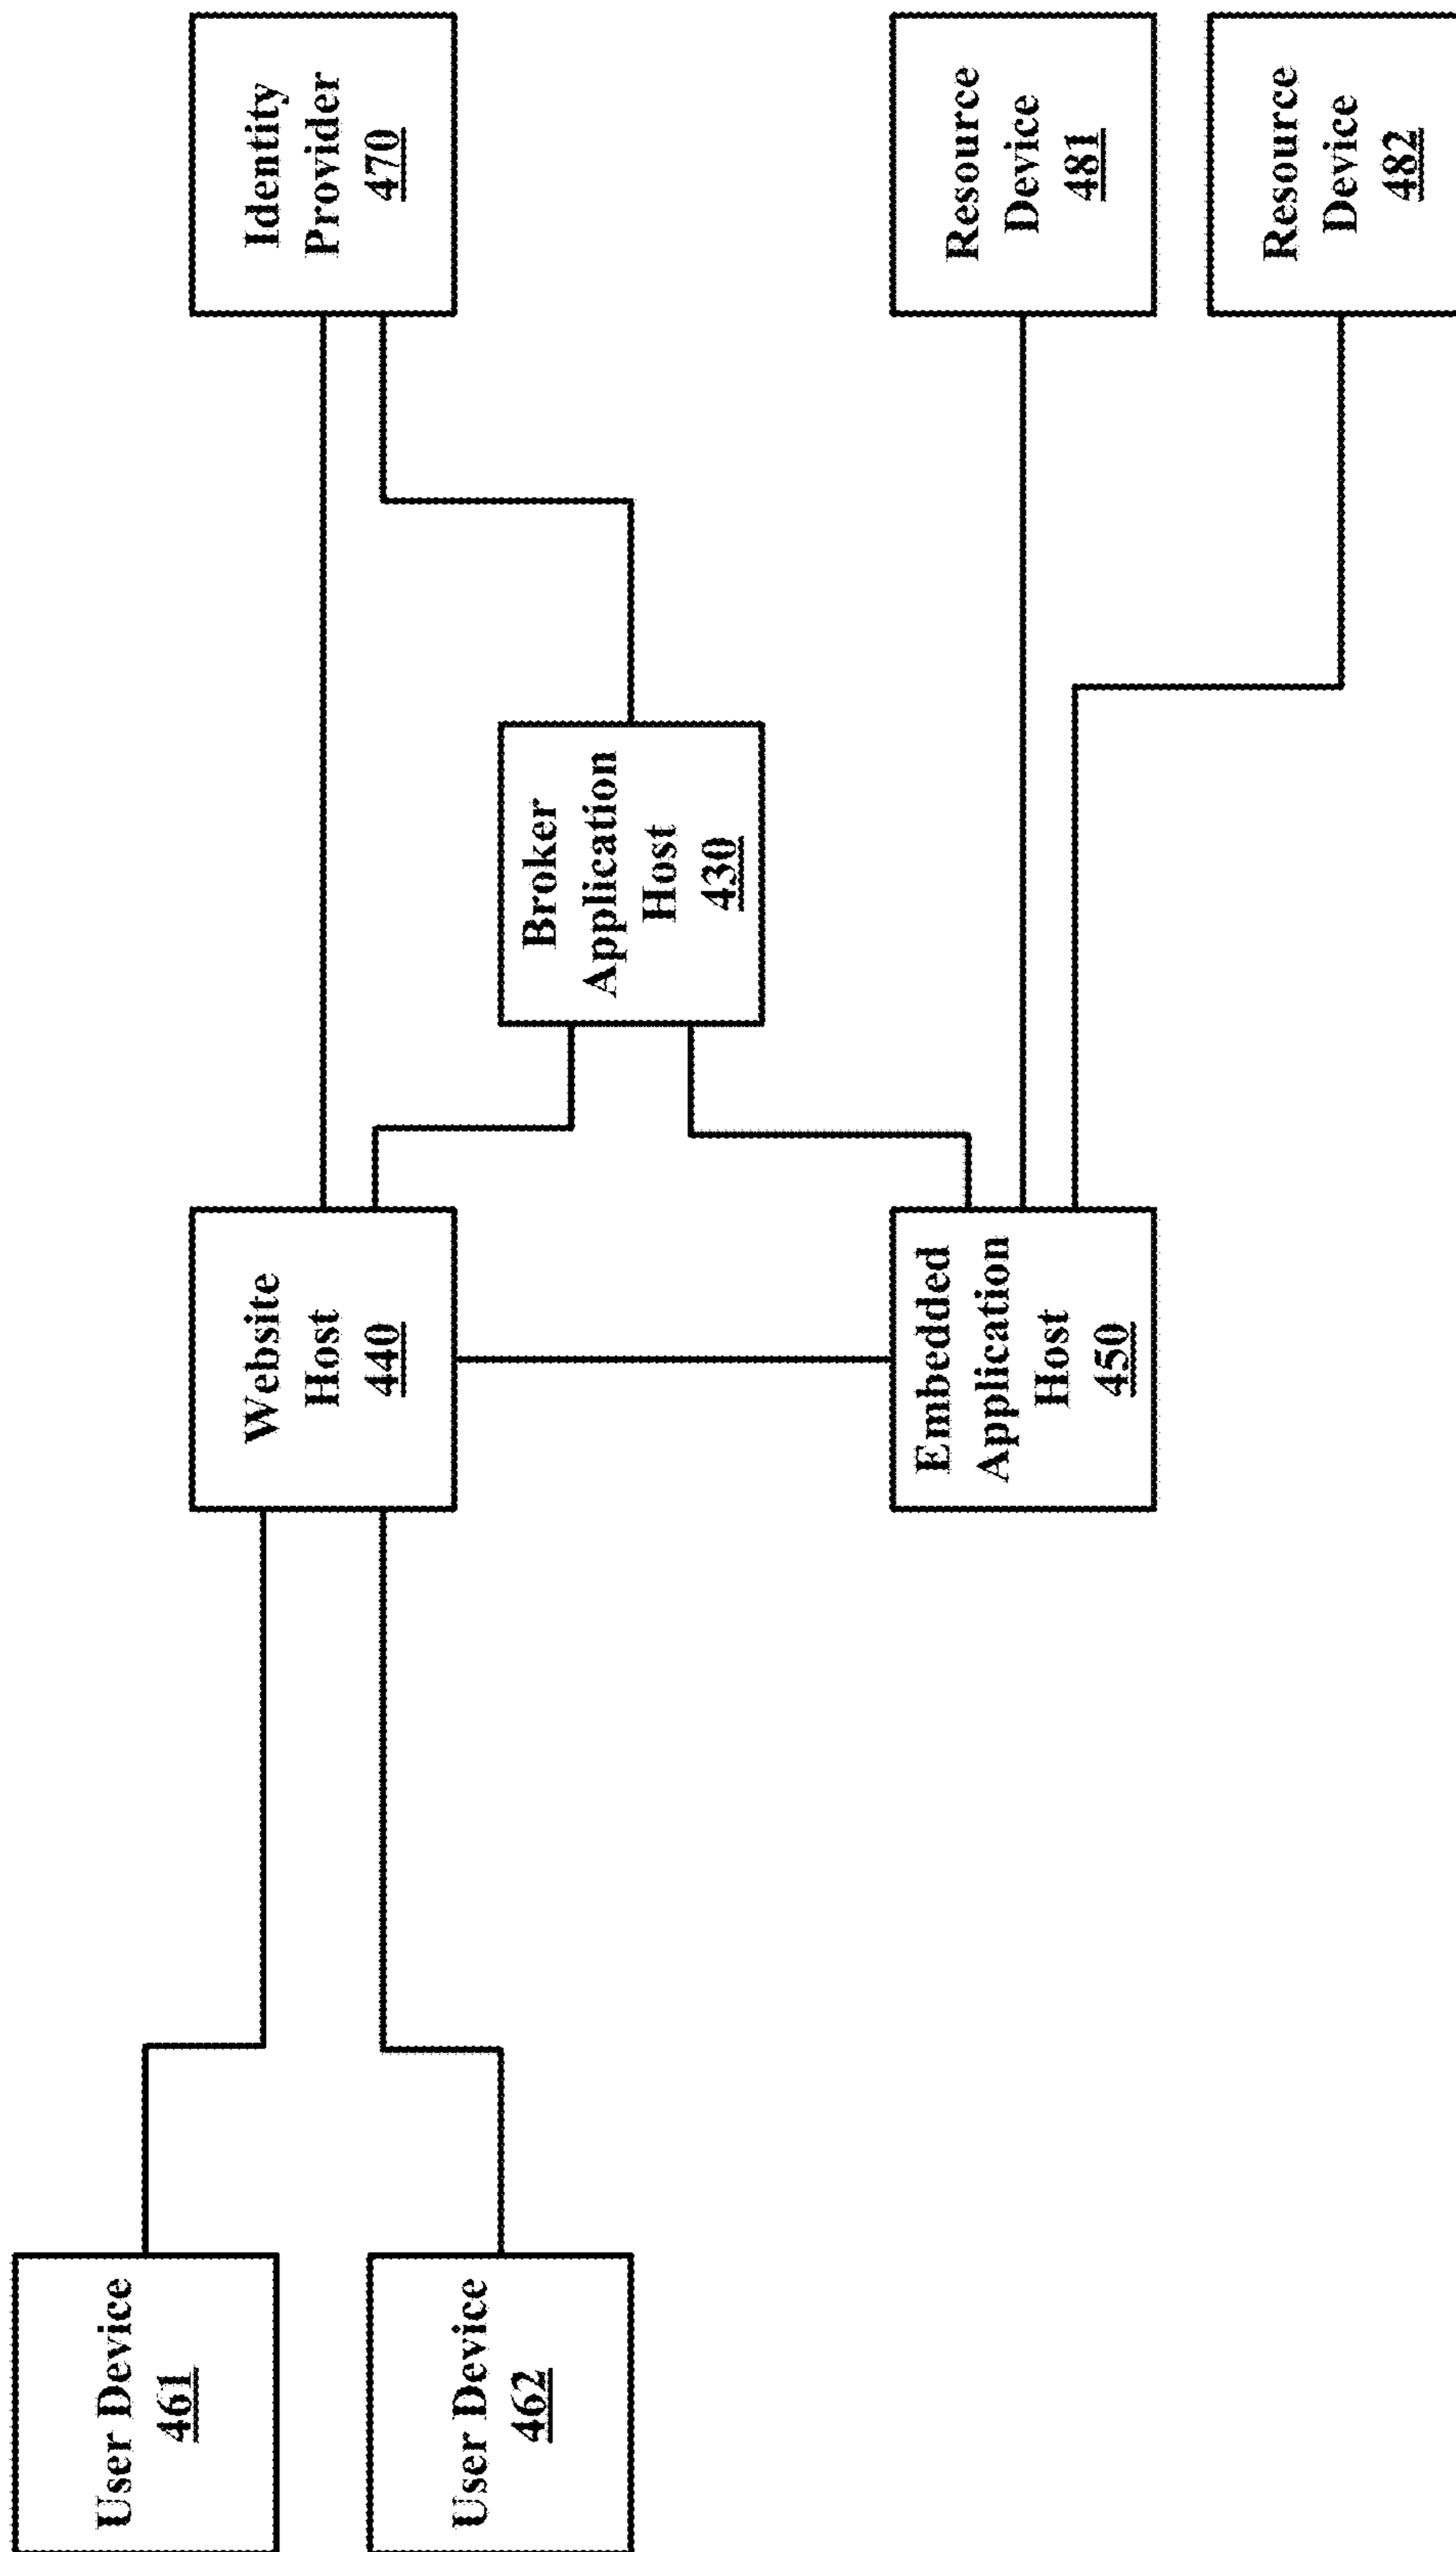 User Device
461
User Device
462
Website
Host
440
Embedded
Application
Host
450
Broker
Application
Host
430
Identity
Provider
470
Resource
Device
481
Resource
Device
482